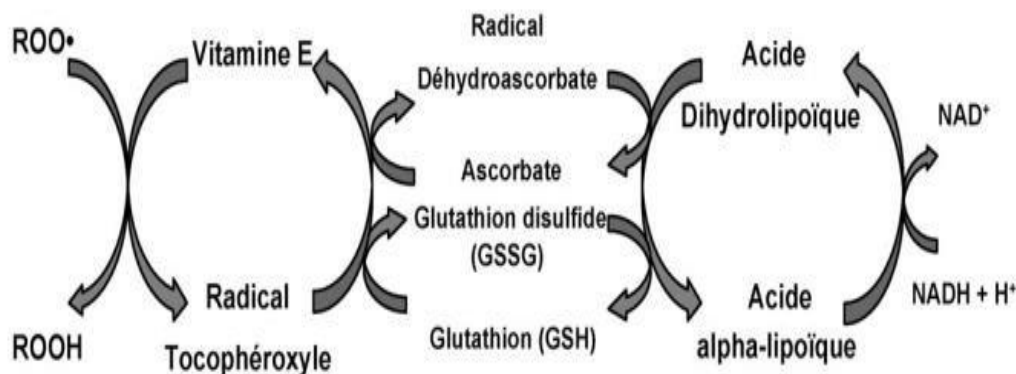 ROO•
ROOH
Vitamine E
Radical
Tocophéroxyle
Radical
Déhydroascorbate
Ascorbate
Glutathion disulfide
(GSSG)
Glutathion (GSH)
Acide
Dihydrolipoïque
Acide
alpha-lipoïque
NAD⁺
NADH + H⁺